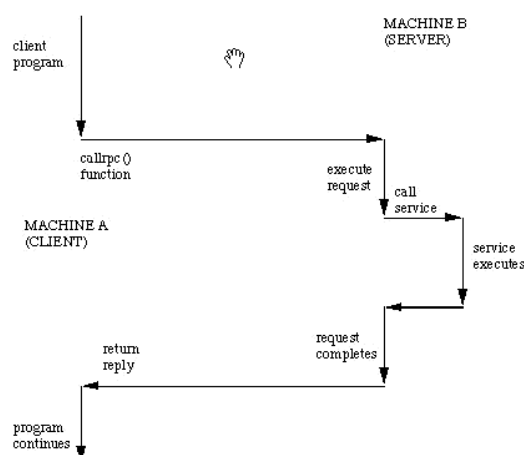 MACHINE B
(SERVER)
client
program
callrpc()
function
execute
request
call
service
MACHINE A
(CLIENT)
service
executes
request
completes
return
reply
program
continues